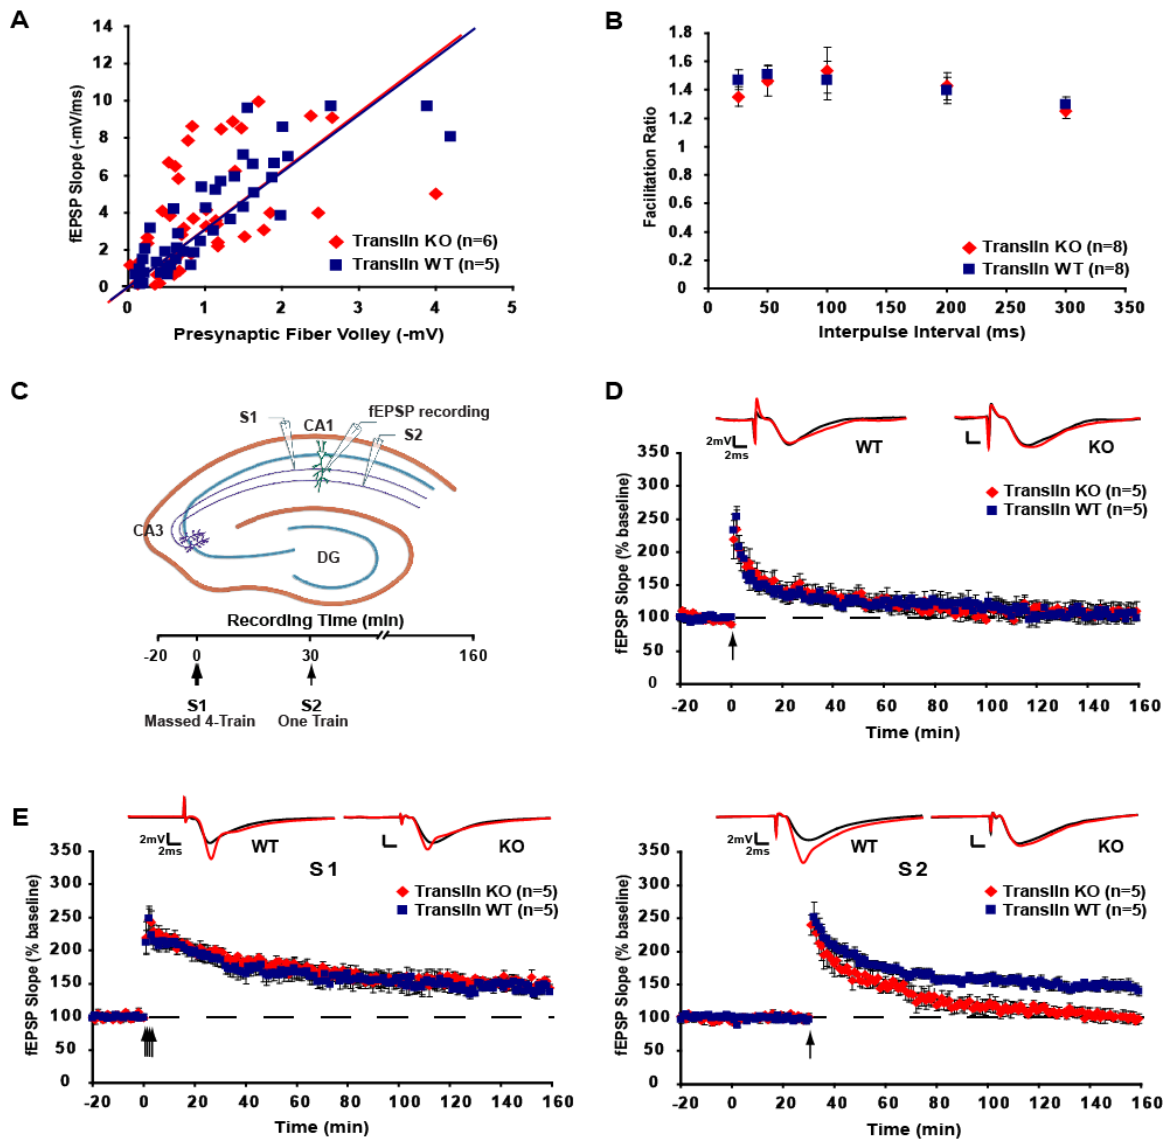 A
14
12
10
8
6
4
2
0
fEPSP Slope (-mV/ms)
Translin KO (n=6)
Translin WT (n=5)
0 1 2 3 4 5
Presynaptic Fiber Volley (-mV)
B
1.8
1.6
1.4
1.2
1
0.8
0.6
0.4
0.2
0
Facilitation Ratio
Translin KO (n=8)
Translin WT (n=8)
0 50 100 150 200 250 300 350
Interpulse Interval (ms)
C
S1
CA1
fEPSP recording
S2
CA3
DG
Recording Time (min)
-20 0 30 160
S1 S2
Massed 4-Train One Train
D
2mV
2ms
WT
KO
350
300
250
200
150
100
50
0
fEPSP Slope (% baseline)
Translin KO (n=5)
Translin WT (n=5)
-20 0 20 40 60 80 100 120 140 160
Time (min)
E
2mV
2ms
WT
KO
S1
350
300
250
200
150
100
50
0
fEPSP Slope (% baseline)
Translin KO (n=5)
Translin WT (n=5)
-20 0 20 40 60 80 100 120 140 160
Time (min)
2mV
2ms
WT
KO
S2
350
300
250
200
150
100
50
0
fEPSP Slope (% baseline)
Translin KO (n=5)
Translin WT (n=5)
-20 0 20 40 60 80 100 120 140 160
Time (min)